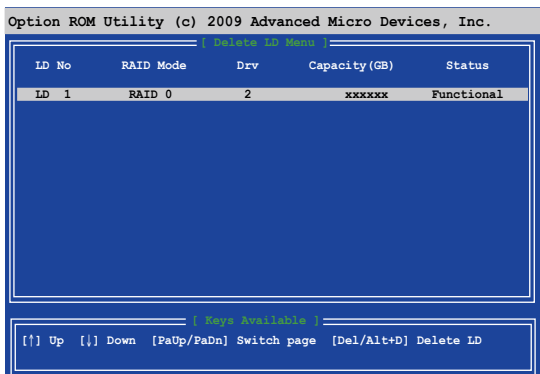 Option ROM Utility (c) 2009 Advanced Micro Devices, Inc.
[ Delete LD Menu ]
LD No RAID Mode Drv Capacity(GB) Status
LD 1 RAID 0 2 xxxxxx Functional
[ Keys Available ]
[↑] Up [↓] Down [PaUp/PaDn] Switch page [Del/Alt+D] Delete LD